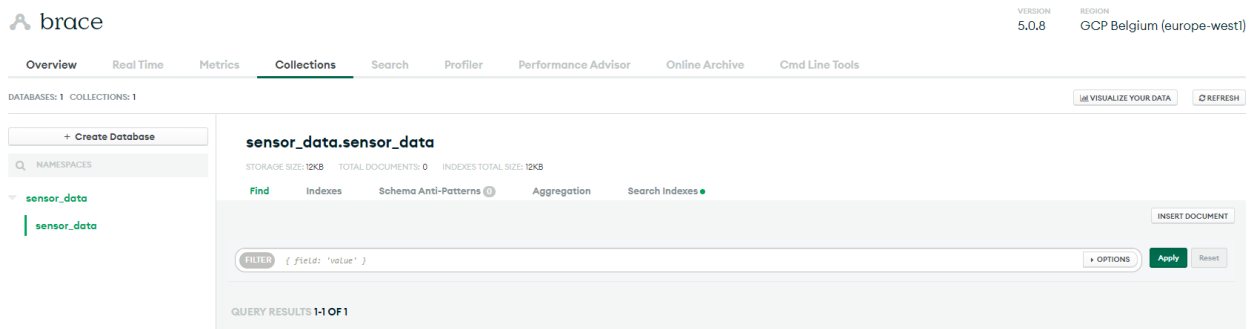 brace
VERSION
5.0.8
REGION
GCP Belgium (europe-west1)
Overview Real Time Metrics Collections Search Profiler Performance Advisor Online Archive Cmd Line Tools
DATABASES: 1 COLLECTIONS: 1
VISUALIZE YOUR DATA
REFRESH
+ Create Database
NAMESPACES
sensor_data
sensor_data
sensor_data.sensor_data
STORAGE SIZE: 12KB TOTAL DOCUMENTS: 0 INDEXES TOTAL SIZE: 12KB
Find Indexes Schema Anti-Patterns 0 Aggregation Search Indexes
INSERT DOCUMENT
FILTER { field: 'value' }
OPTIONS
Apply
Reset
QUERY RESULTS 1-1 OF 1